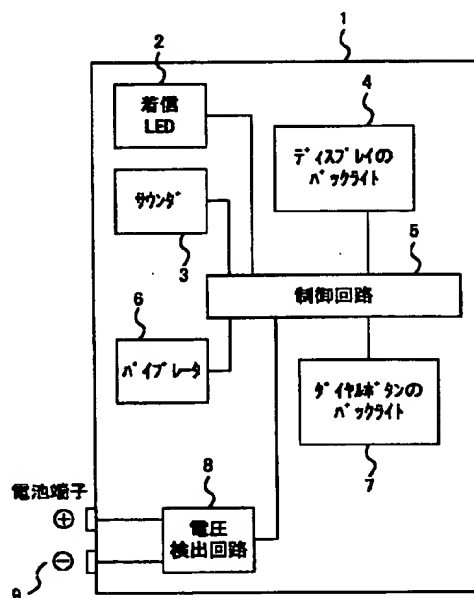 1
2
着信
LED
4
ディスプレイの
バックライト
サウンダ
3
5
制御回路
6
バイブレータ
ダイヤルボタンの
バックライト
7
電池端子
8
⊕
電圧
検出回路
⊖
9